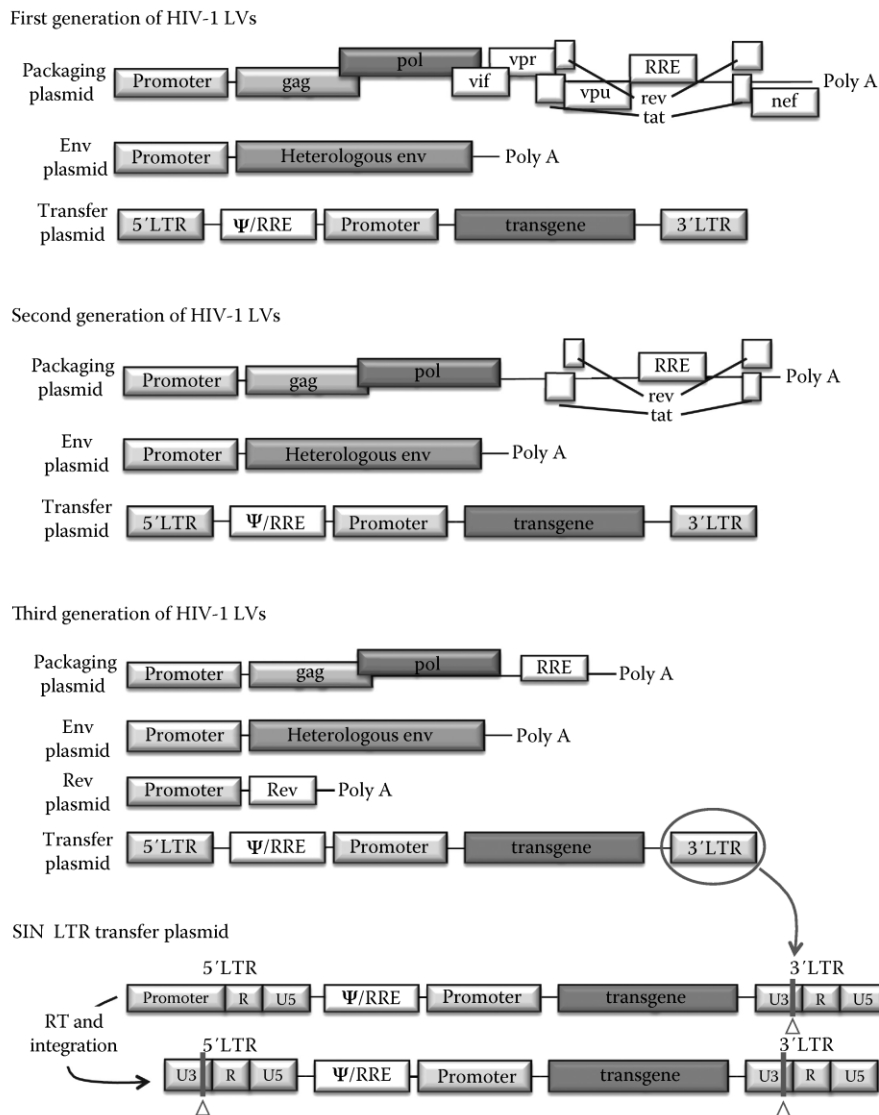 First generation of HIV-1 LVs
Packaging plasmid
Promoter gag pol vif vpr vpu RRE rev tat nef Poly A
Env plasmid
Promoter Heterologous env Poly A
Transfer plasmid
5′LTR Ψ/RRE Promoter transgene 3′LTR
Second generation of HIV-1 LVs
Packaging plasmid
Promoter gag pol RRE rev tat Poly A
Env plasmid
Promoter Heterologous env Poly A
Transfer plasmid
5′LTR Ψ/RRE Promoter transgene 3′LTR
Third generation of HIV-1 LVs
Packaging plasmid
Promoter gag pol RRE Poly A
Env plasmid
Promoter Heterologous env Poly A
Rev plasmid
Promoter Rev Poly A
Transfer plasmid
5′LTR Ψ/RRE Promoter transgene 3′LTR
SIN LTR transfer plasmid
5′LTR 3′LTR
Promoter R U5 Ψ/RRE Promoter transgene U3 R U5
Δ
RT and integration
5′LTR 3′LTR
U3 R U5 Ψ/RRE Promoter transgene U3 R U5
Δ Δ